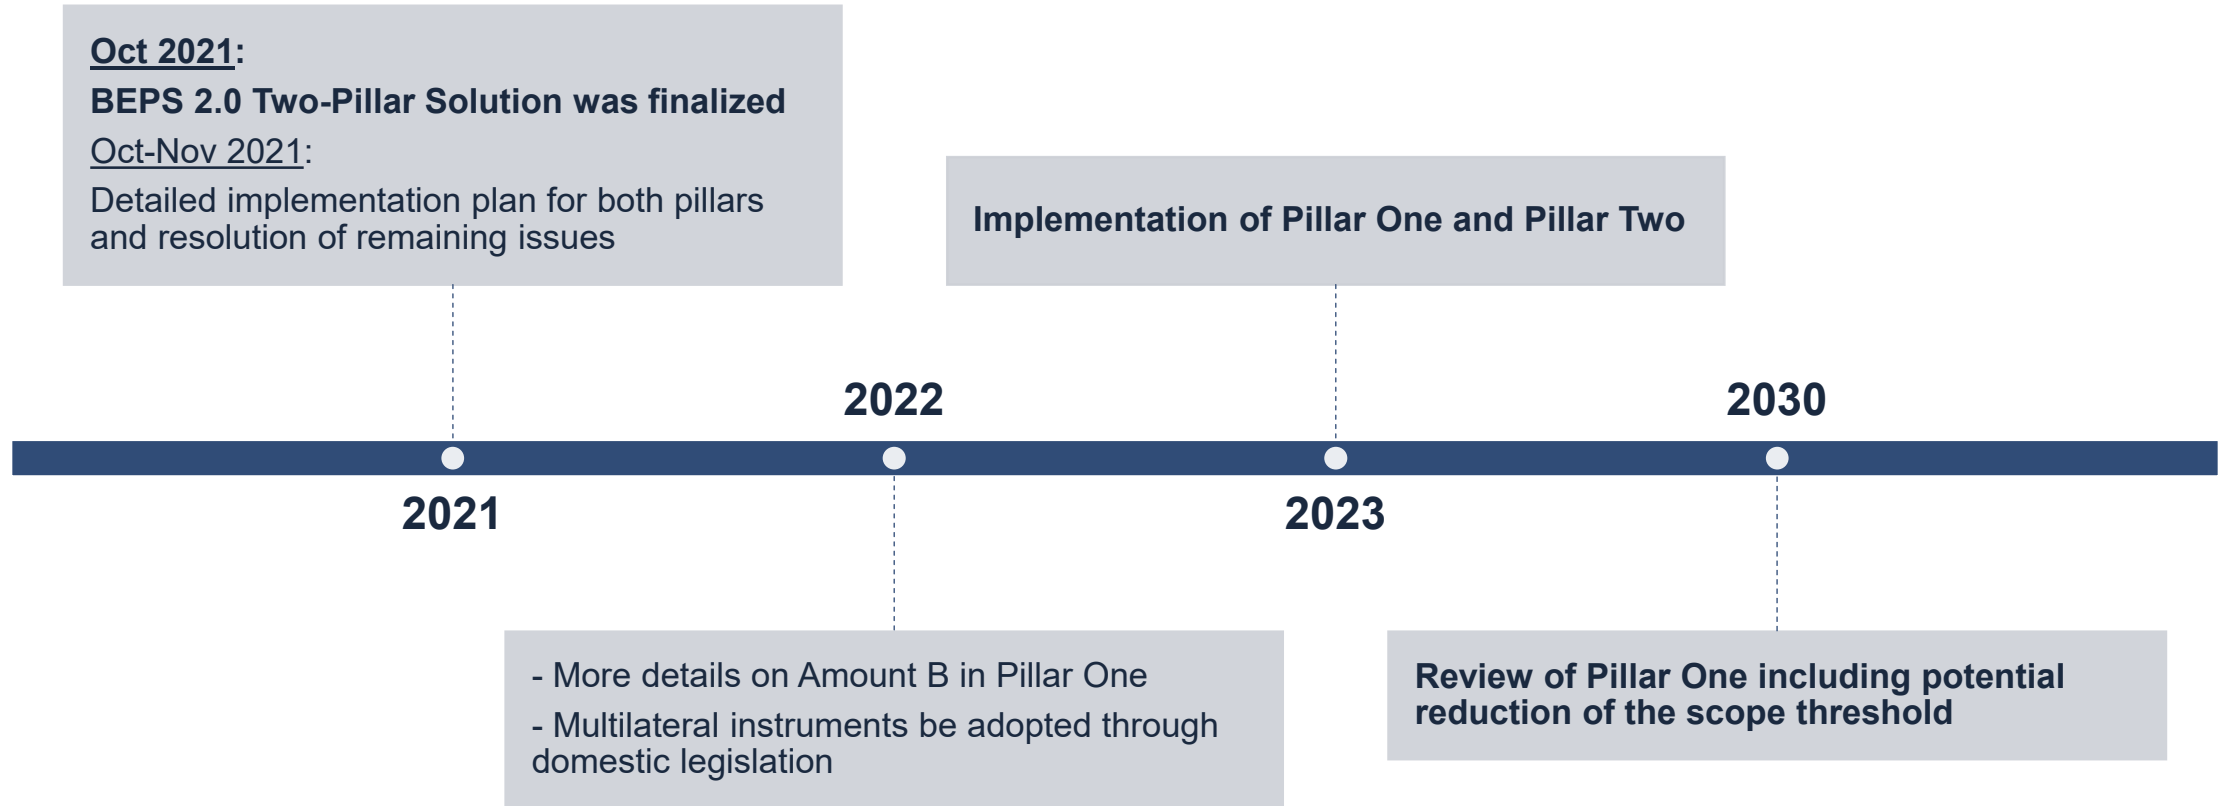 Oct 2021:
BEPS 2.0 Two-Pillar Solution was finalized
Oct-Nov 2021:
Detailed implementation plan for both pillars
and resolution of remaining issues
Implementation of Pillar One and Pillar Two
2022
2030
2021
2023
- More details on Amount B in Pillar One
- Multilateral instruments be adopted through
domestic legislation
Review of Pillar One including potential
reduction of the scope threshold